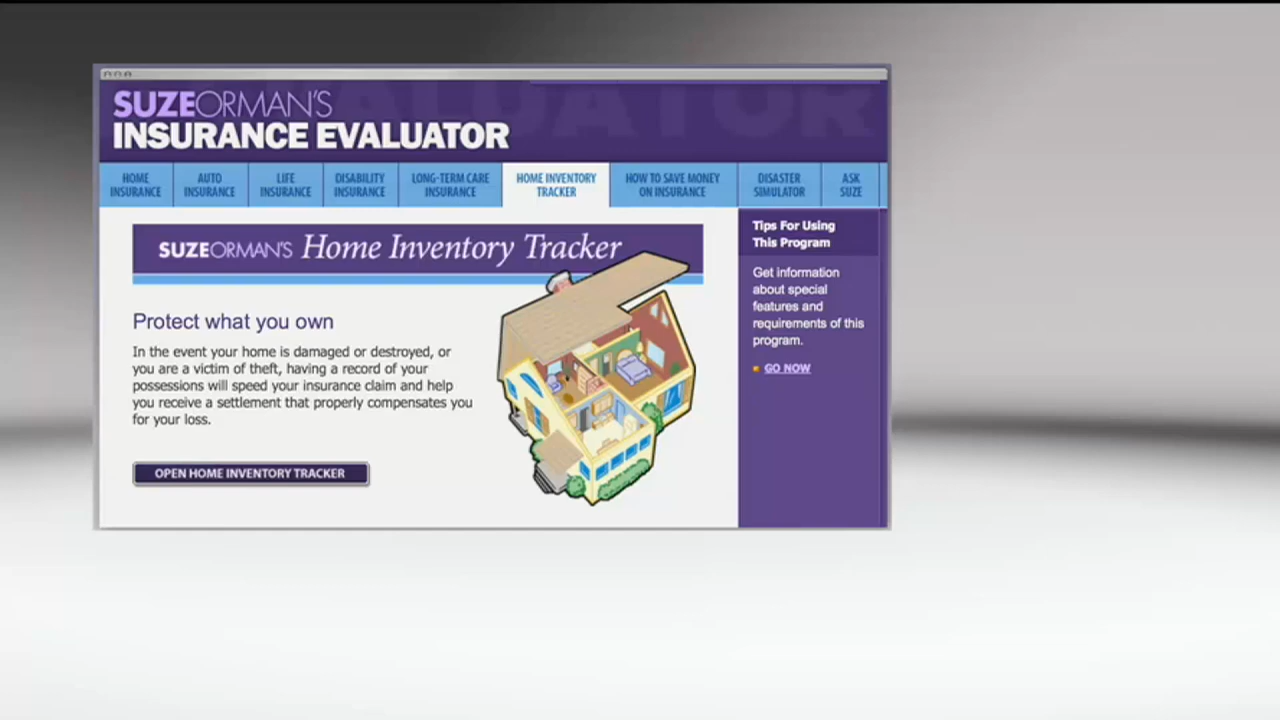 SUZEORMAN'S
INSURANCE EVALUATOR
EVALUATOR
HOME
INSURANCE
AUTO
INSURANCE
LIFE
INSURANCE
DISABILITY
INSURANCE
LONG-TERM CARE
INSURANCE
HOME INVENTORY
TRACKER
HOW TO SAVE MONEY
ON INSURANCE
DISASTER
SIMULATOR
ASK
SUZE
SUZEORMAN'S Home Inventory Tracker
Protect what you own
In the event your home is damaged or destroyed, or
you are a victim of theft, having a record of your
possessions will speed your insurance claim and help
you receive a settlement that properly compensates you
for your loss.
OPEN HOME INVENTORY TRACKER
Tips For Using
This Program
Get information
about special
features and
requirements of this
program.
GO NOW